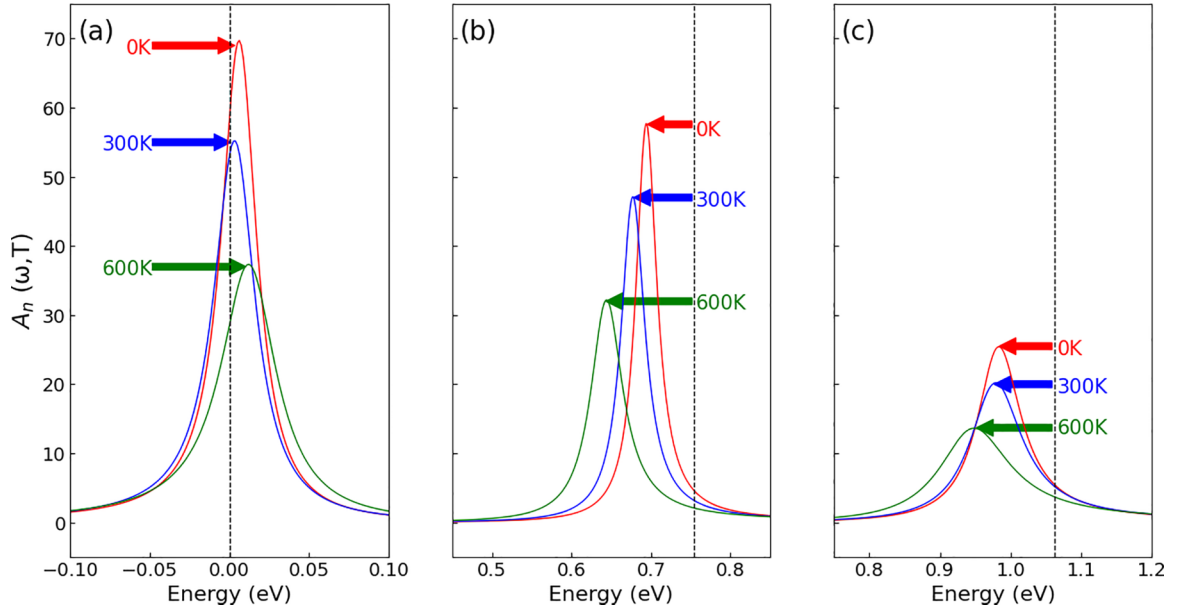 (a)
(b)
(c)
0K
300K
600K
0K
300K
600K
0K
300K
600K
A_n (ω,T)
70
60
50
40
30
20
10
0
−0.10 −0.05 0.00 0.05 0.10
0.5 0.6 0.7 0.8
0.8 0.9 1.0 1.1 1.2
Energy (eV)
Energy (eV)
Energy (eV)